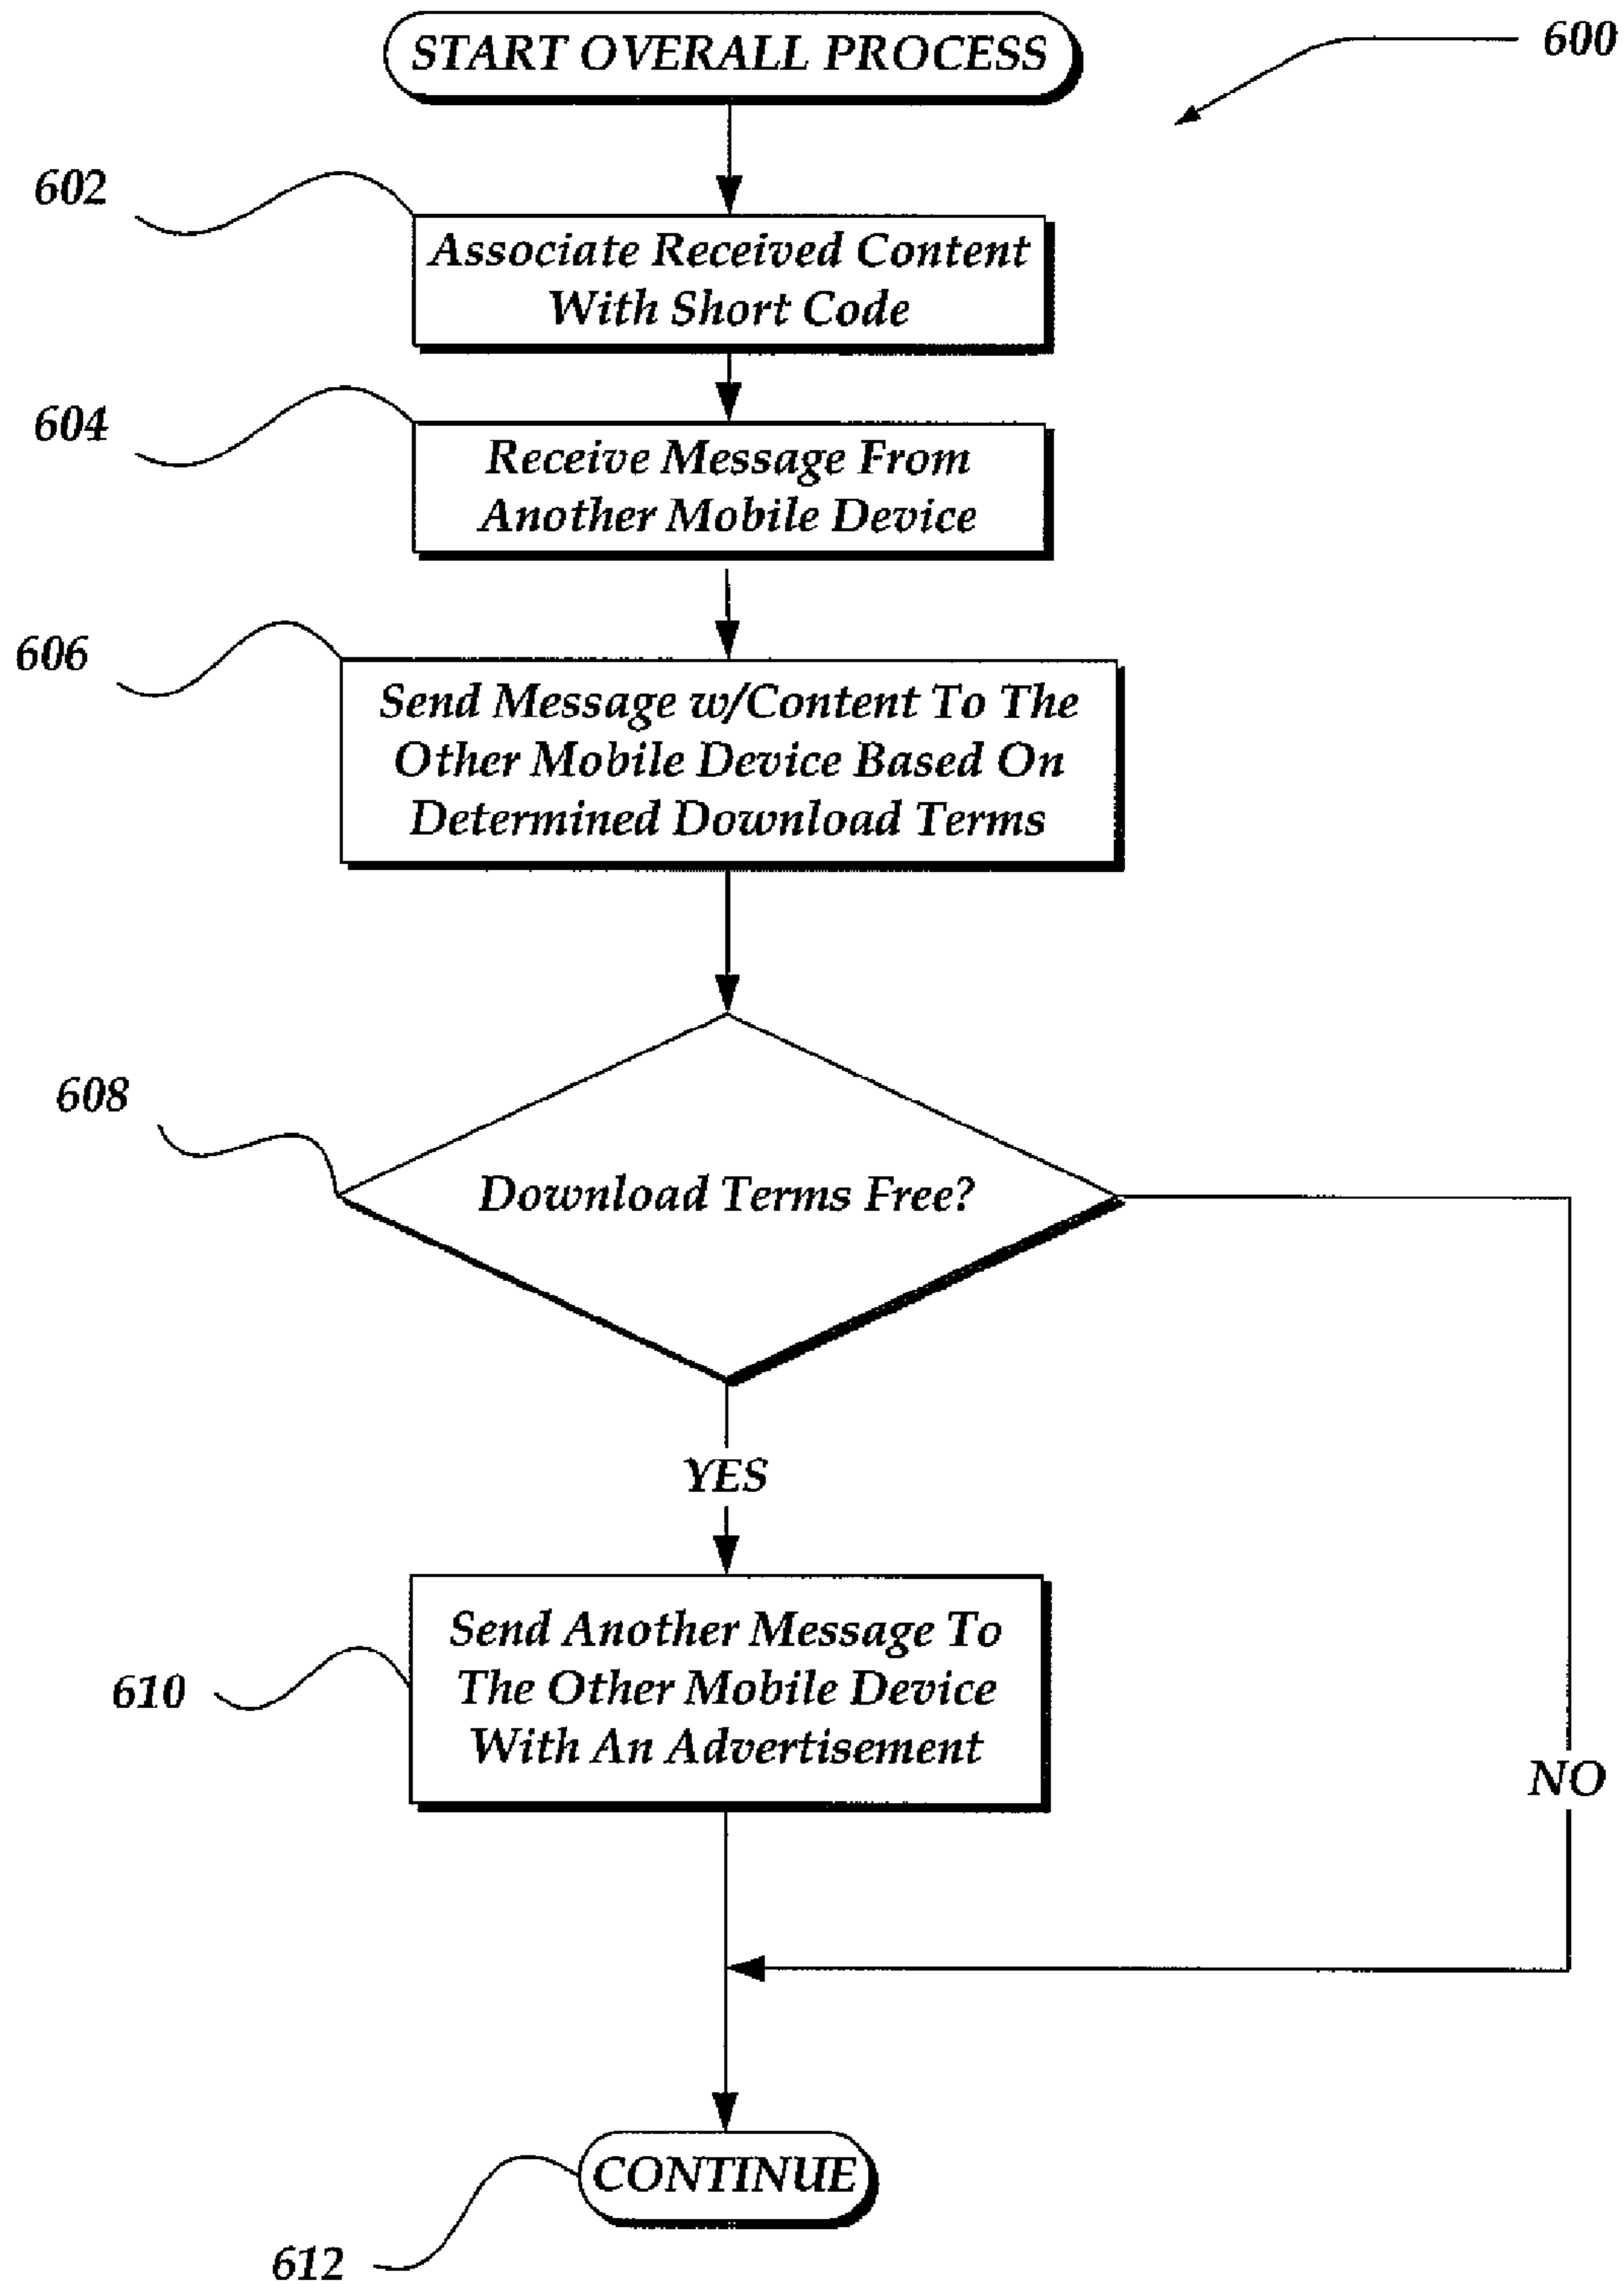 START OVERALL PROCESS
600
602
Associate Received Content
With Short Code
604
Receive Message From
Another Mobile Device
606
Send Message w/Content To The
Other Mobile Device Based On
Determined Download Terms
608
Download Terms Free?
YES
610
Send Another Message To
The Other Mobile Device
With An Advertisement
NO
CONTINUE
612